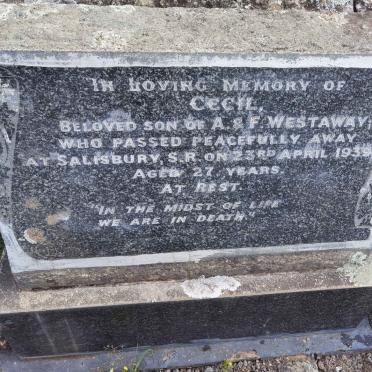 In Loving Memory of
Cecil,
Beloved son of A. & F. Westaway,
who passed peacefully away
at Salisbury, S.R. on 23rd April 1939
Aged 27 years
At Rest.
"In the midst of life
we are in death"